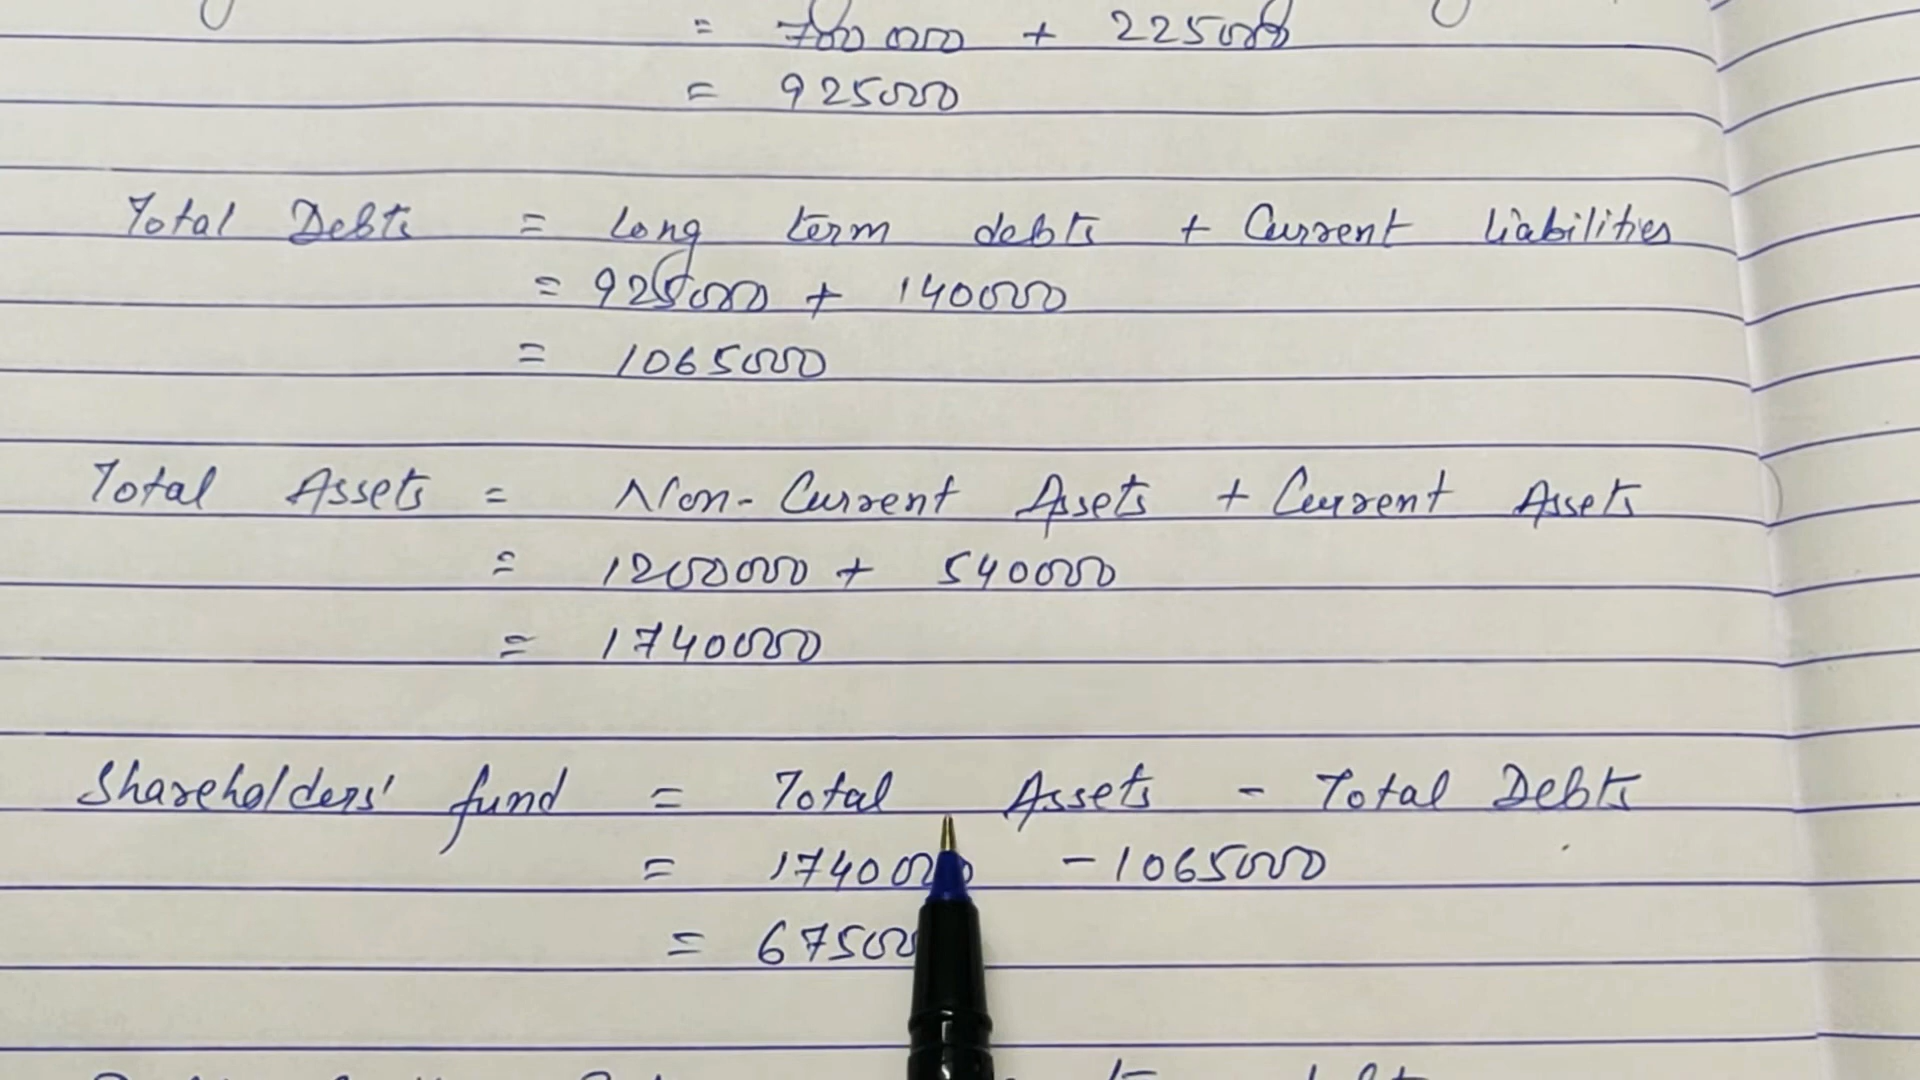 = 700000 + 225000
= 925000
Total Debts = Long term debts + Current liabilities
= 925000 + 140000
= 1065000
Total Assets = Non-Current Assets + Current Assets
= 1200000 + 540000
= 1740000
Shareholders' fund = Total Assets - Total Debts
= 1740000 - 1065000
= 67500